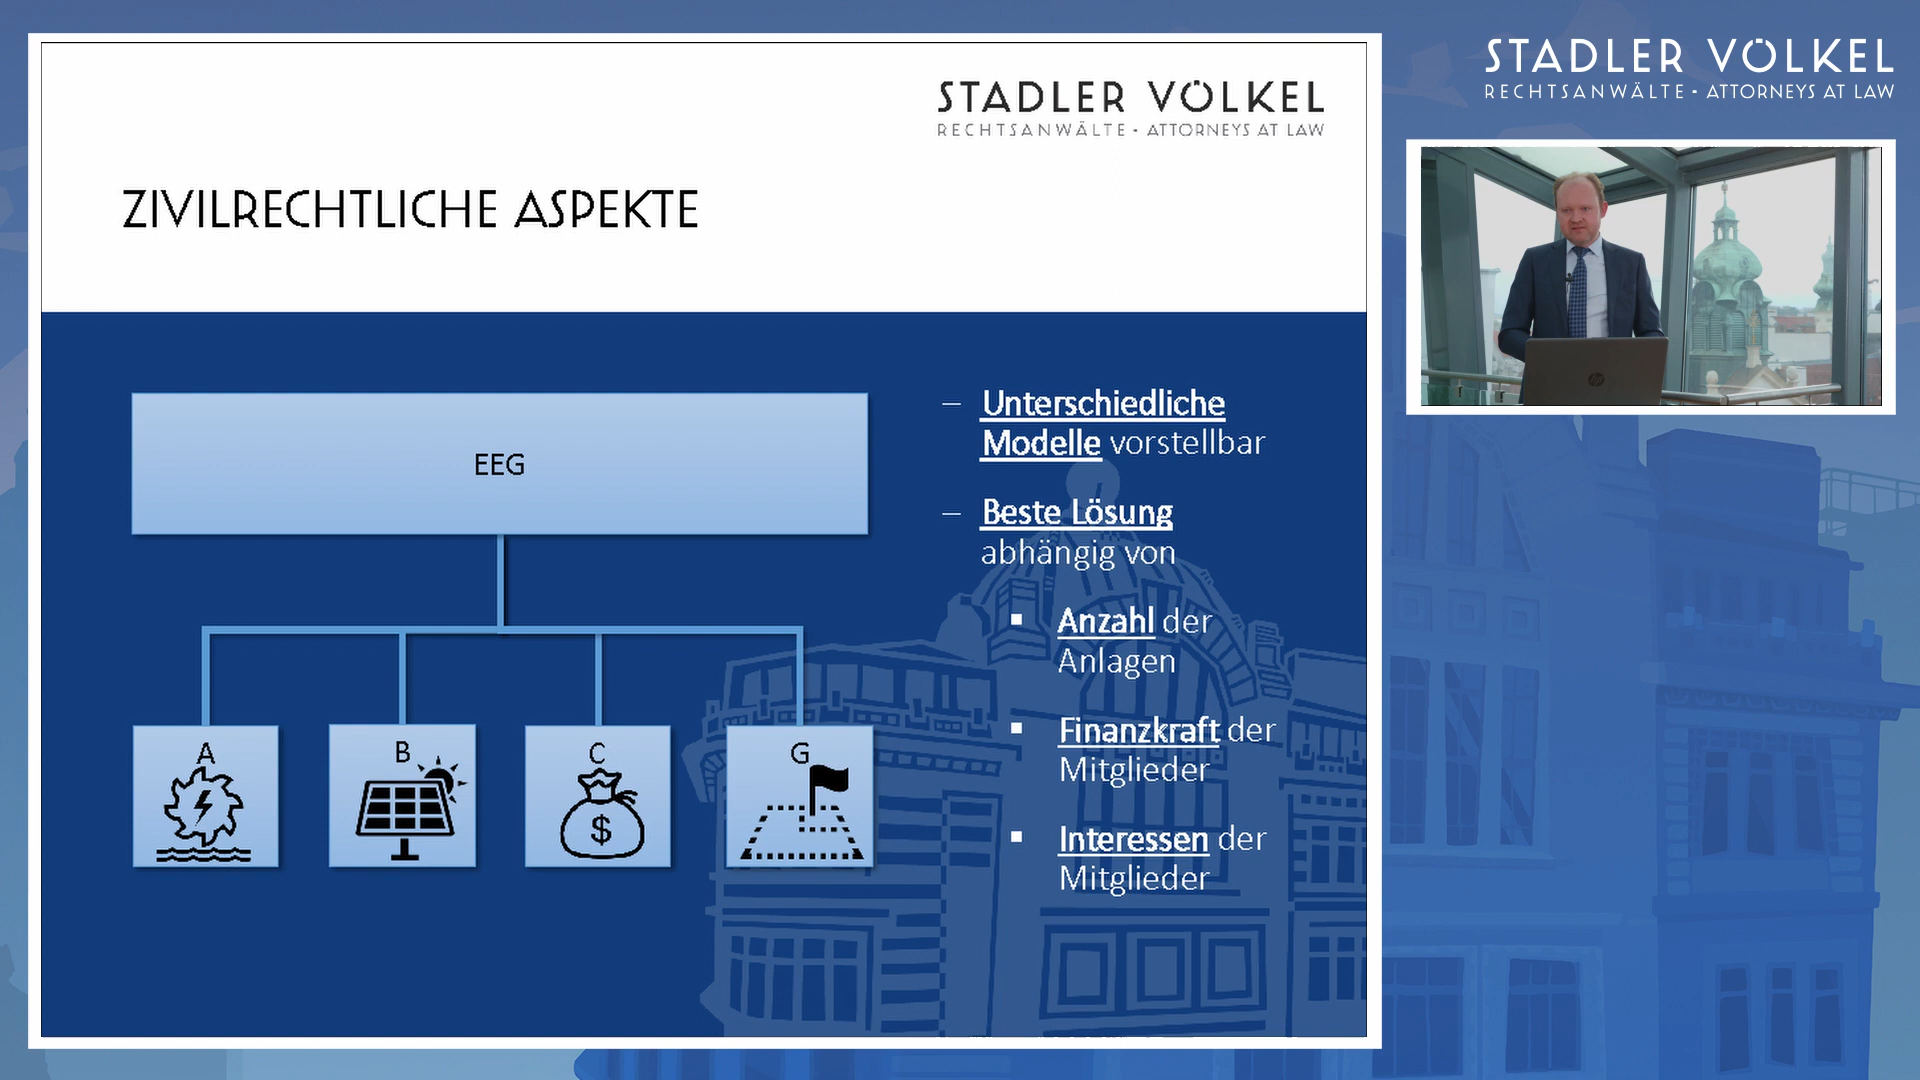 STADLER VÖLKEL
RECHTSANWÄLTE · ATTORNEYS AT LAW
ZIVILRECHTLICHE ASPEKTE
EEG
A
B
C
$
G
– Unterschiedliche
Modelle vorstellbar
– Beste Lösung
abhängig von
▪ Anzahl der
Anlagen
▪ Finanzkraft der
Mitglieder
▪ Interessen der
Mitglieder
STADLER VÖLKEL
RECHTSANWÄLTE · ATTORNEYS AT LAW
hp